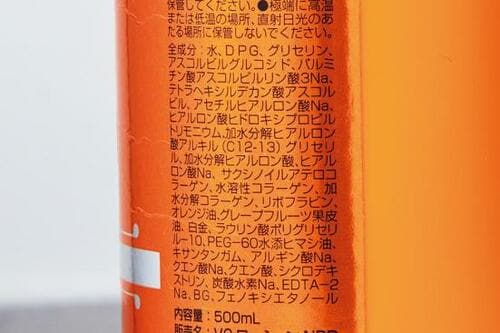 保管してください。●極端に高温
または低温の場所、直射日光のあ
たる場所に保管しないでください。
全成分：水、DPG、グリセリン、
アスコルビルグルコシド、パルミ
チン酸アスコルビルリン酸3Na、
テトラヘキシルデカン酸アスコル
ビル、アセチルヒアルロン酸Na、
ヒアルロン酸ヒドロキシプロピル
トリモニウム、加水分解ヒアルロン
酸アルキル(C12-13)グリセリ
ル、加水分解ヒアルロン酸、ヒアル
ロン酸Na、サクシノイルアテロコ
ラーゲン、水溶性コラーゲン、加
水分解コラーゲン、リボフラビン、
オレンジ油、グレープフルーツ果皮
油、白金、ラウリン酸ポリグリセ
リル-10、PEG-60水添ヒマシ油、
キサンタンガム、アルギン酸Na、
クエン酸Na、クエン酸、シクロデキ
ストリン、炭酸水素Na、EDTA-2
Na、BG、フェノキシエタノール
内容量：500mL